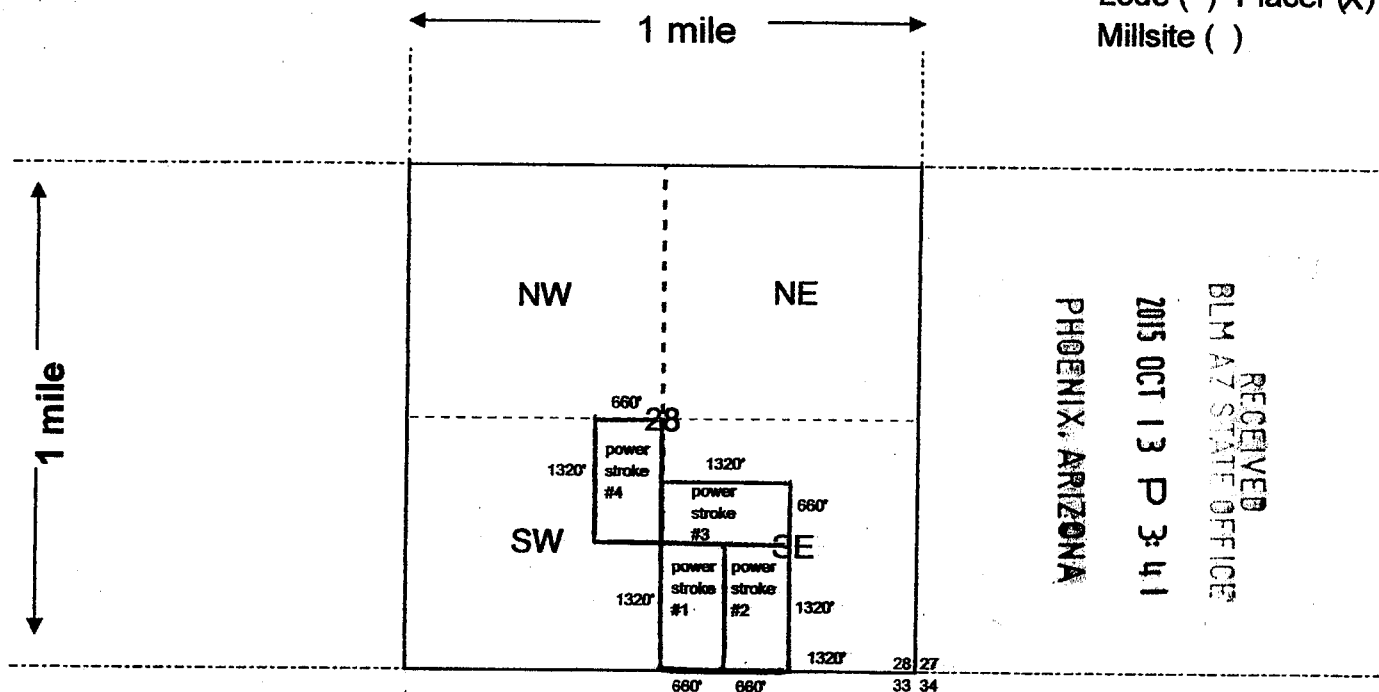 Placer (X)
Millsite ( )
1 mile
1 mile
NW
NE
660'
28
power
stroke
#4
1320'
1320'
power
stroke
#3
660'
SW
SE
power
stroke
#1
power
stroke
#2
1320'
1320'
1320'
28 27
33 34
660'
660'
RECEIVED
BLM AZ STATE OFFICE
2015 OCT 13 P 3:41
PHOENIX, ARIZONA